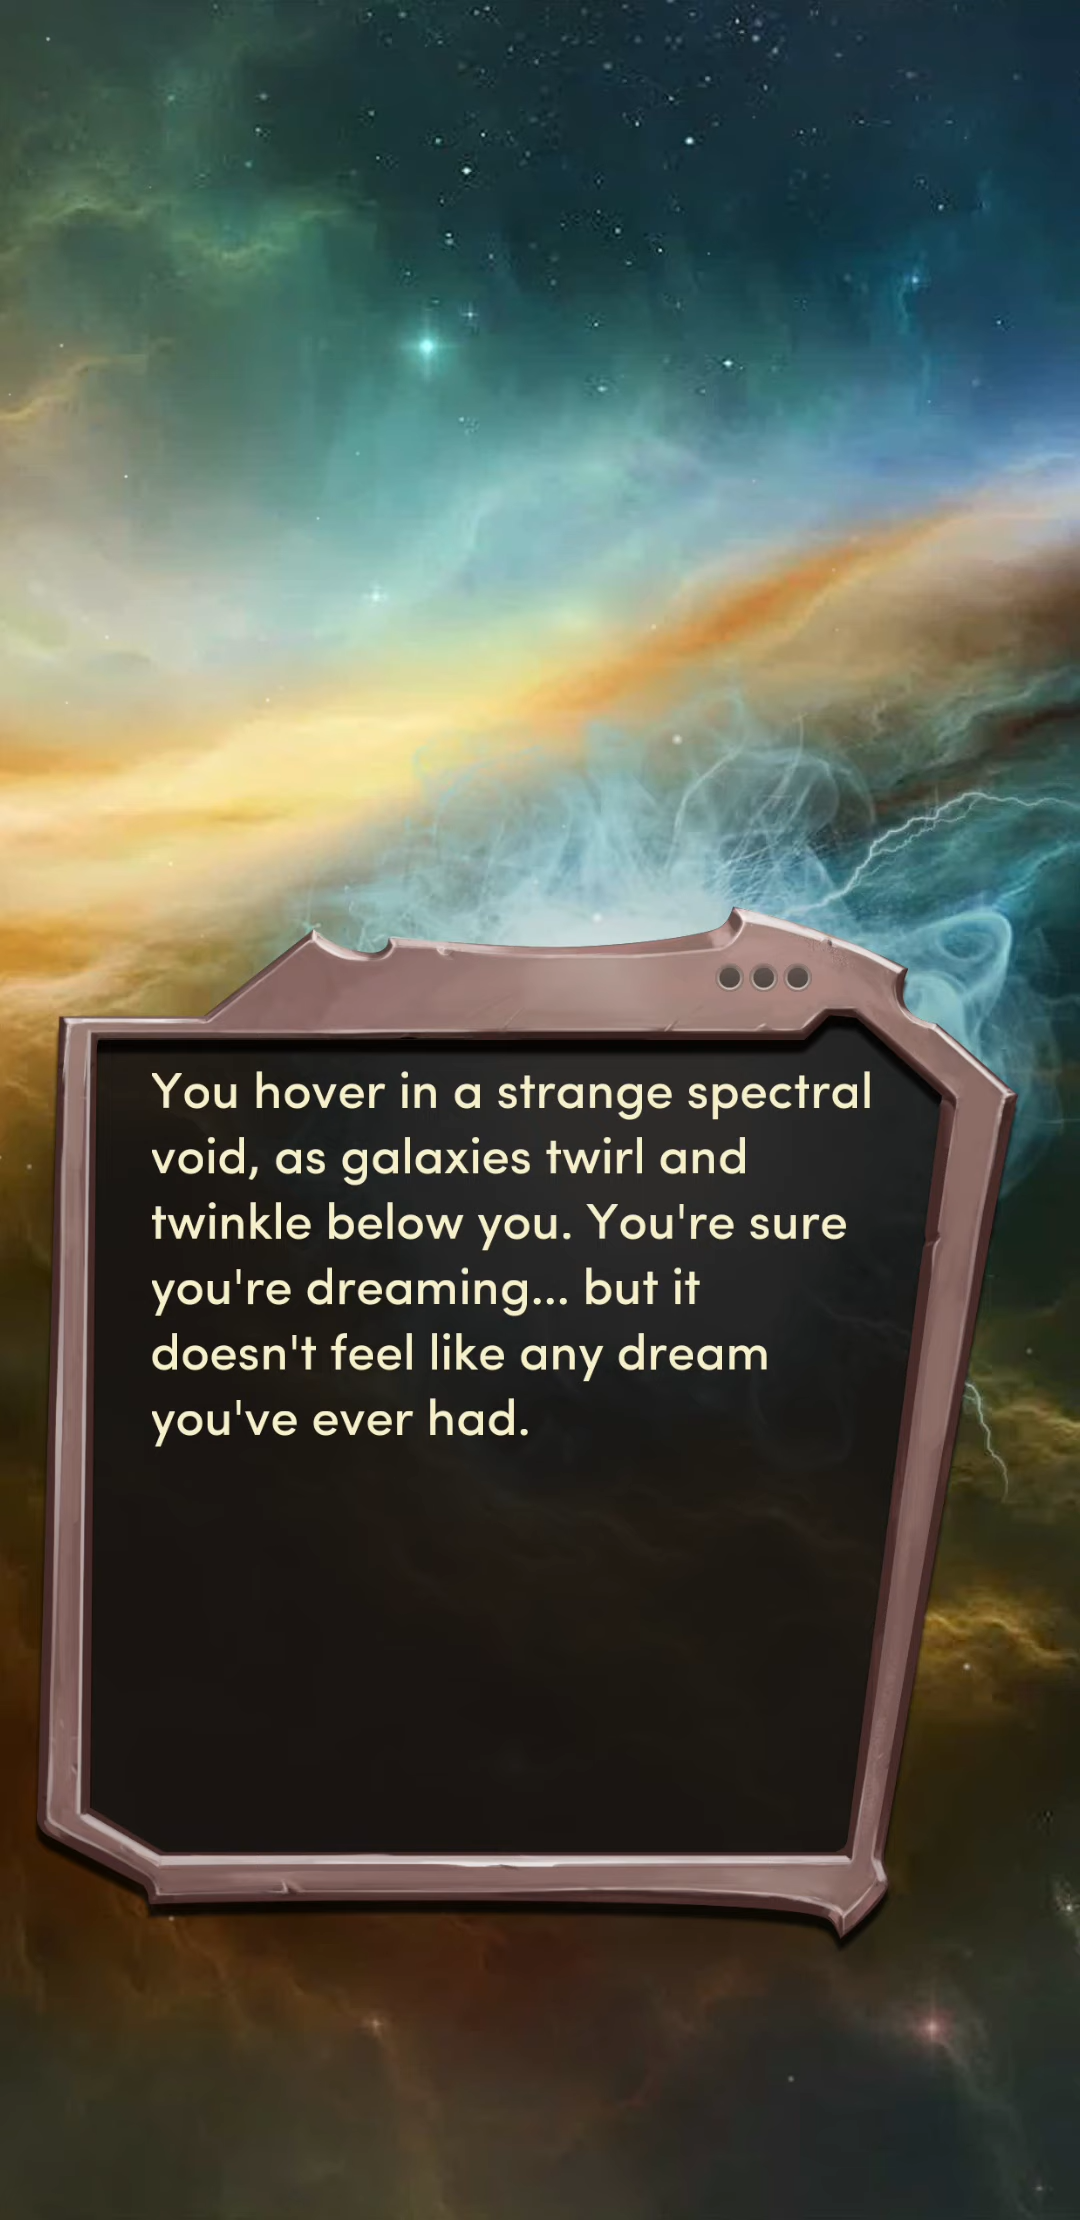 You hover in a strange spectral
void, as galaxies twirl and
twinkle below you. You're sure
you're dreaming... but it
doesn't feel like any dream
you've ever had.